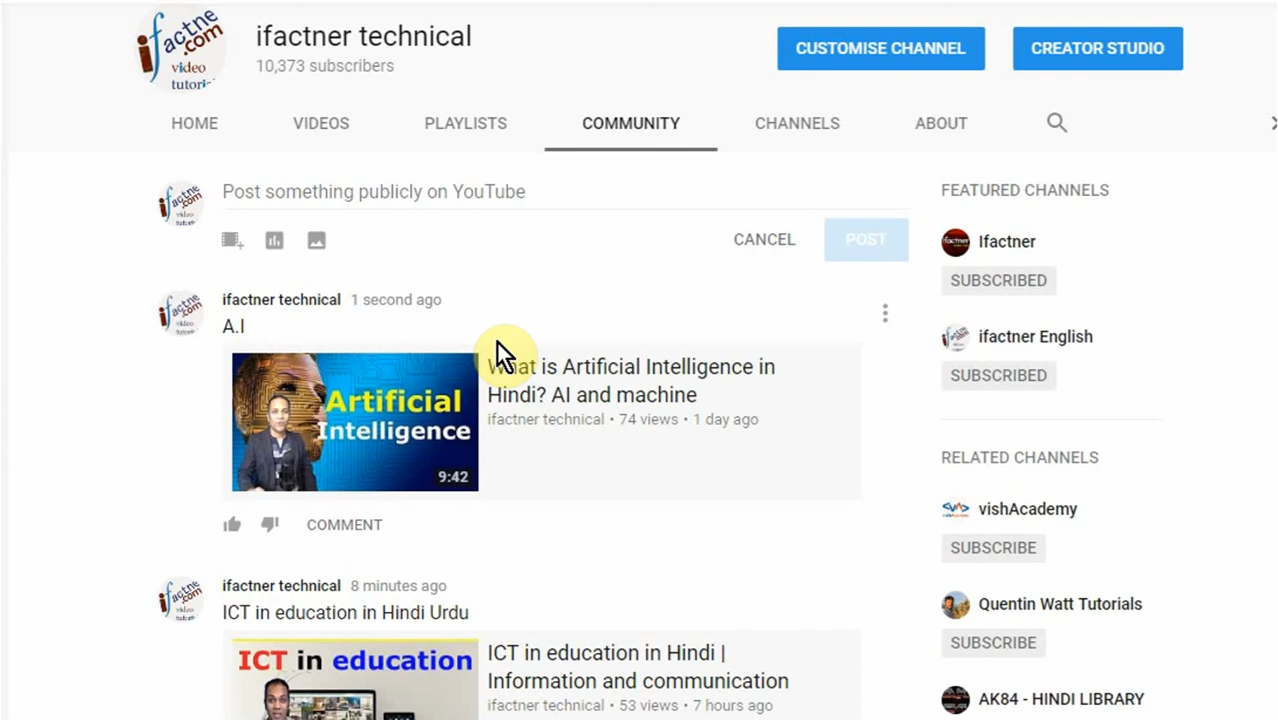 ifactne
.com
video
tutori
ifactner technical
10,373 subscribers
CUSTOMISE CHANNEL
CREATOR STUDIO
HOME
VIDEOS
PLAYLISTS
COMMUNITY
CHANNELS
ABOUT
Post something publicly on YouTube
CANCEL
POST
ifactner technical 1 second ago
A.I
Artificial
Intelligence
9:42
What is Artificial Intelligence in
Hindi? AI and machine
ifactner technical • 74 views • 1 day ago
COMMENT
ifactner technical 8 minutes ago
ICT in education in Hindi Urdu
ICT in education
ICT in education in Hindi |
Information and communication
ifactner technical • 53 views • 7 hours ago
FEATURED CHANNELS
Ifactner
SUBSCRIBED
ifactner English
SUBSCRIBED
RELATED CHANNELS
vishAcademy
SUBSCRIBE
Quentin Watt Tutorials
SUBSCRIBE
AK84 - HINDI LIBRARY